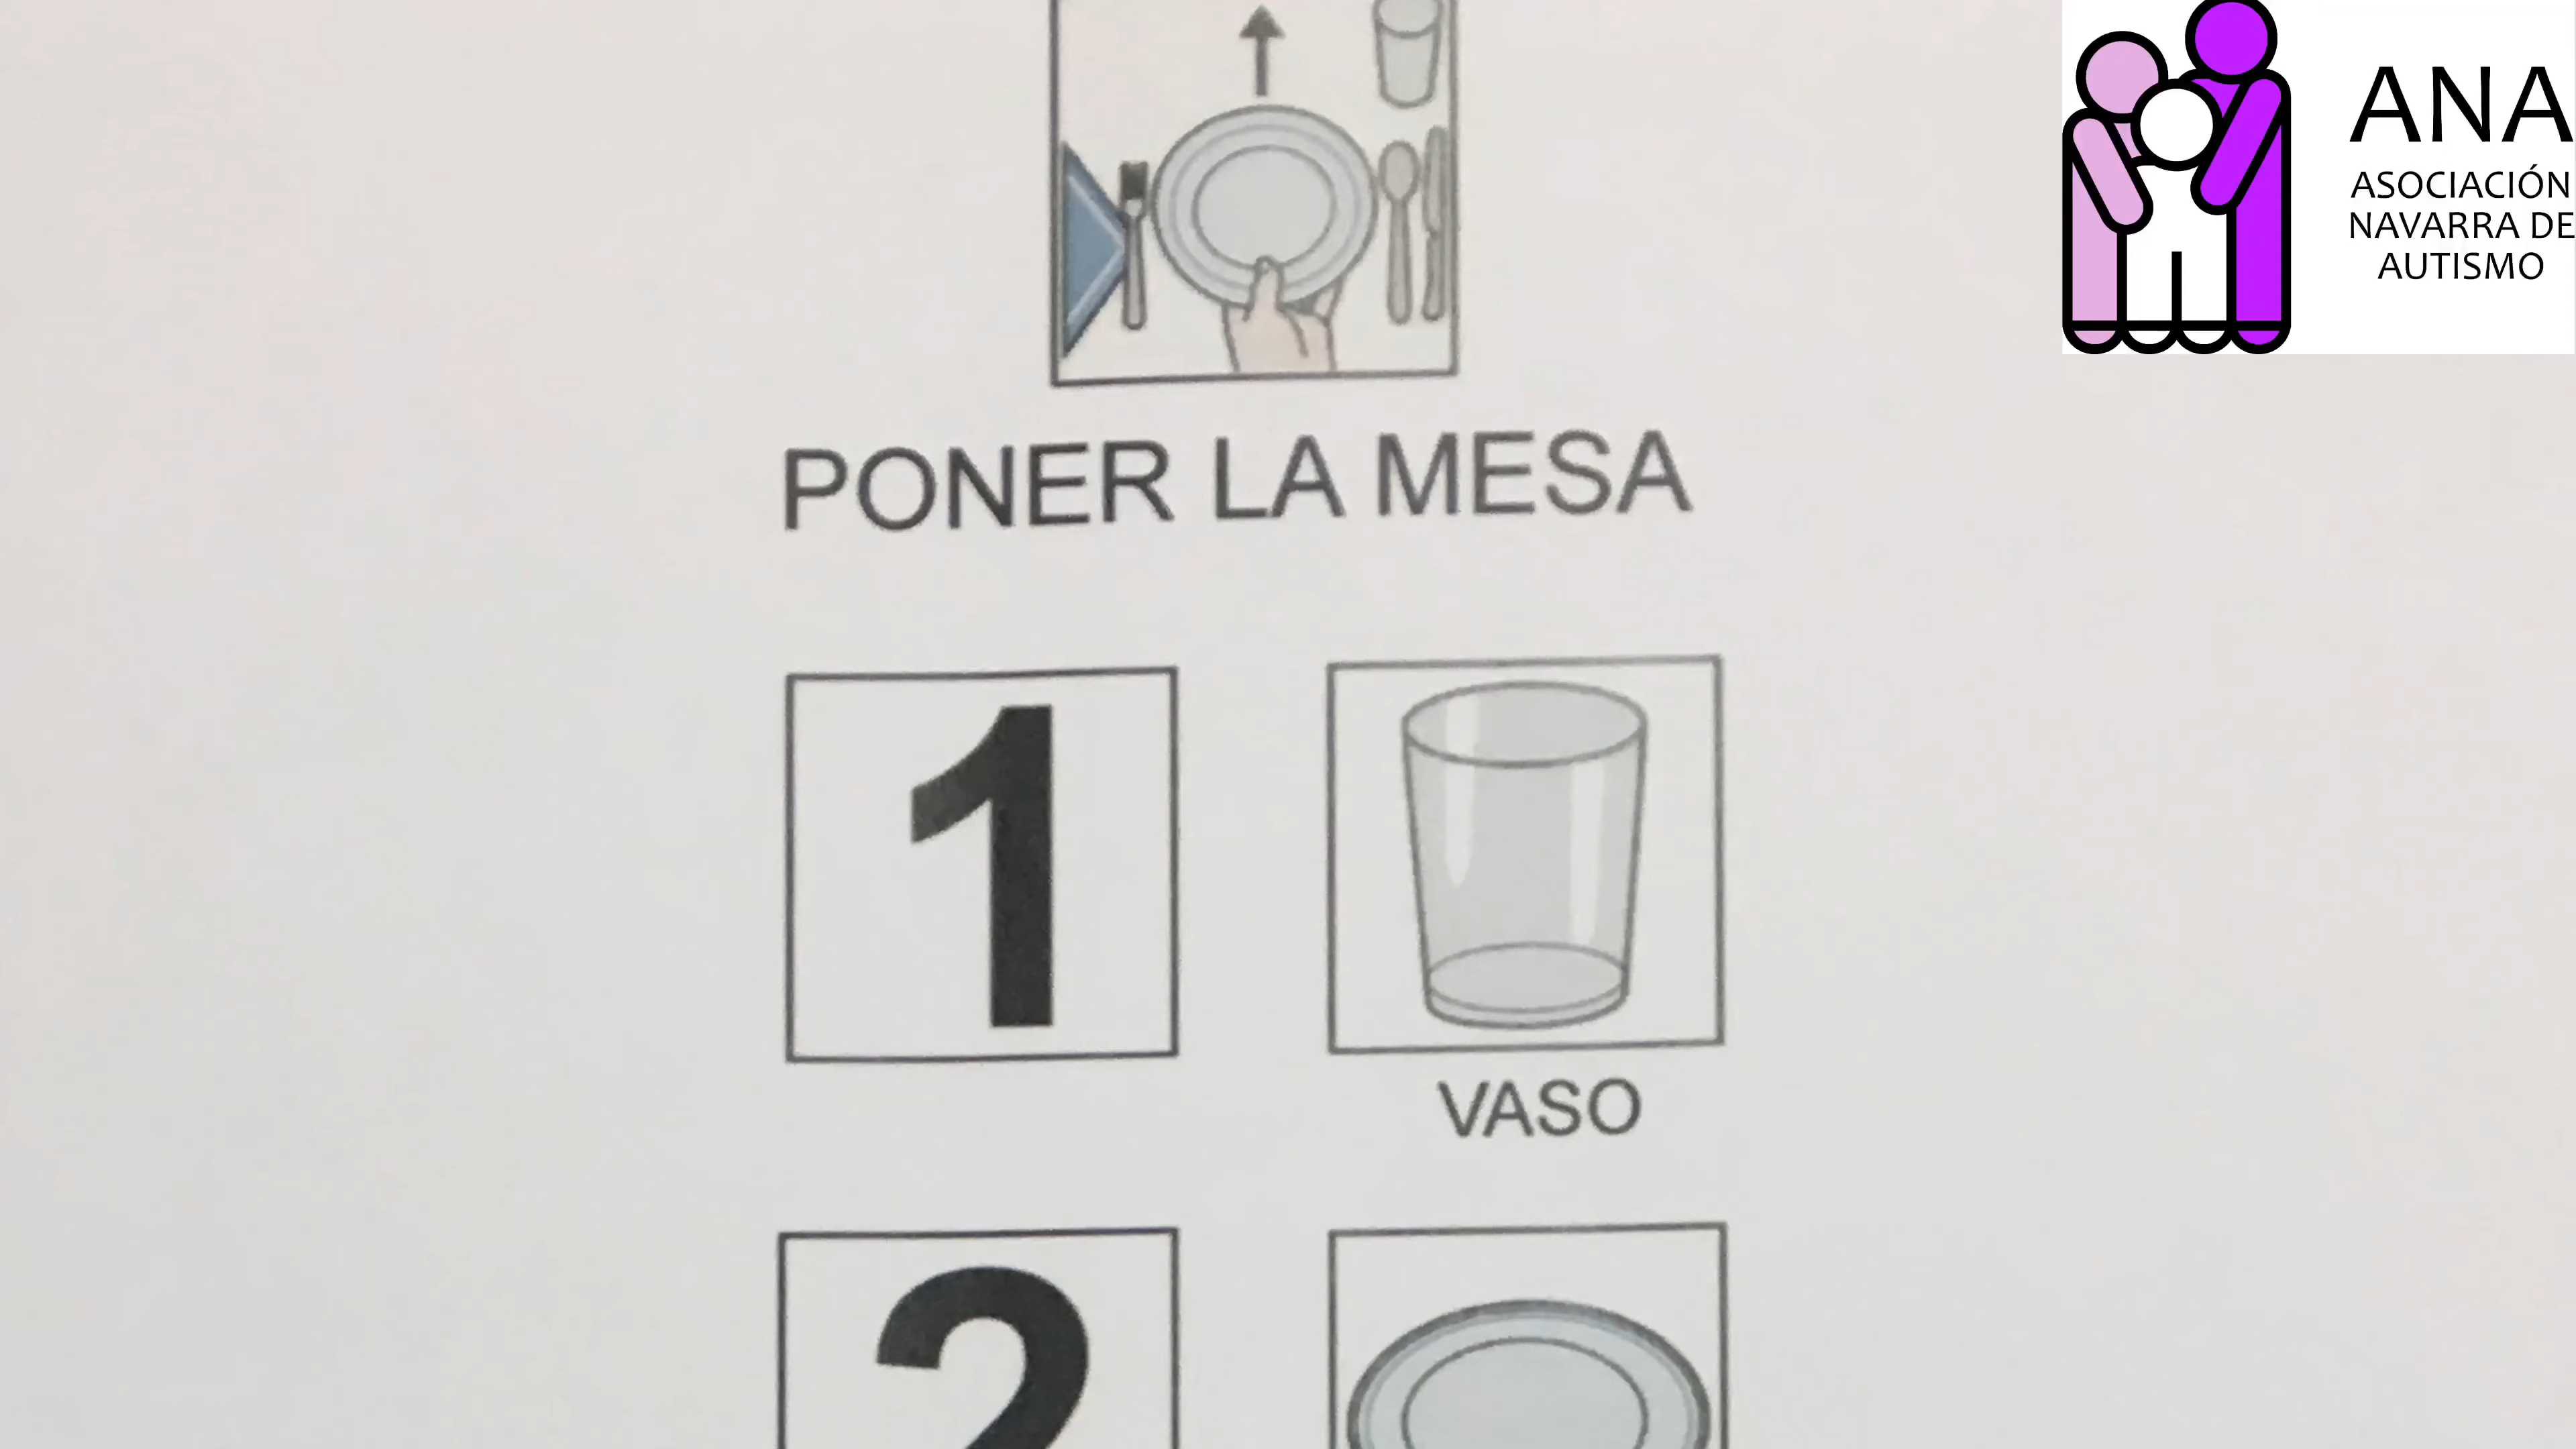 ANA
ASOCIACIÓN
NAVARRA DE
AUTISMO
PONER LA MESA
1
VASO
2